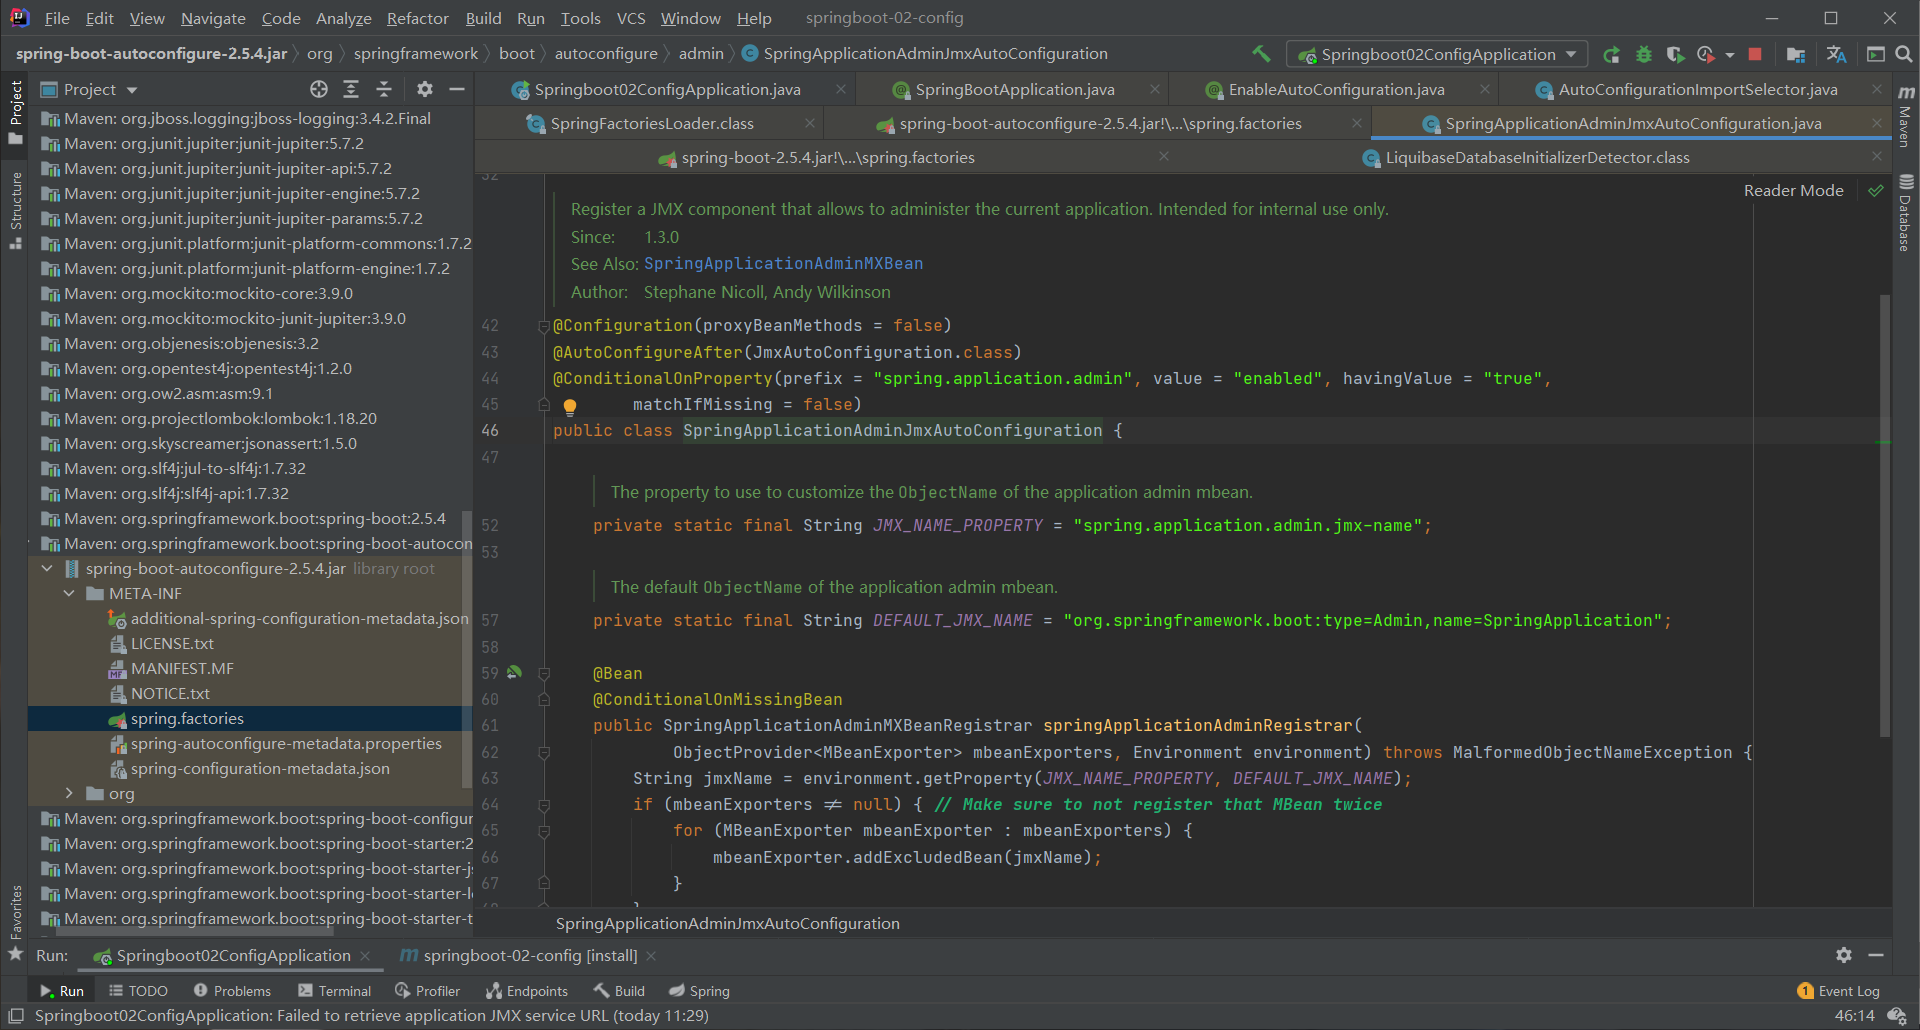 File Edit View Navigate Code Analyze Refactor Build Run Tools VCS Window Help springboot-02-config
spring-boot-autoconfigure-2.5.4.jar org springframework boot autoconfigure admin SpringApplicationAdminJmxAutoConfiguration Springboot02ConfigApplication
Project
Springboot02ConfigApplication.java SpringBootApplication.java EnableAutoConfiguration.java AutoConfigurationImportSelector.java
SpringFactoriesLoader.class spring-boot-autoconfigure-2.5.4.jar!\...\spring.factories SpringApplicationAdminJmxAutoConfiguration.java
spring-boot-2.5.4.jar!\...\spring.factories LiquibaseDatabaseInitializerDetector.class
Project
Structure
Favorites
Maven
Database
Maven: org.jboss.logging:jboss-logging:3.4.2.Final
Maven: org.junit.jupiter:junit-jupiter:5.7.2
Maven: org.junit.jupiter:junit-jupiter-api:5.7.2
Maven: org.junit.jupiter:junit-jupiter-engine:5.7.2
Maven: org.junit.jupiter:junit-jupiter-params:5.7.2
Maven: org.junit.platform:junit-platform-commons:1.7.2
Maven: org.junit.platform:junit-platform-engine:1.7.2
Maven: org.mockito:mockito-core:3.9.0
Maven: org.mockito:mockito-junit-jupiter:3.9.0
Maven: org.objenesis:objenesis:3.2
Maven: org.opentest4j:opentest4j:1.2.0
Maven: org.ow2.asm:asm:9.1
Maven: org.projectlombok:lombok:1.18.20
Maven: org.skyscreamer:jsonassert:1.5.0
Maven: org.slf4j:jul-to-slf4j:1.7.32
Maven: org.slf4j:slf4j-api:1.7.32
Maven: org.springframework.boot:spring-boot:2.5.4
Maven: org.springframework.boot:spring-boot-autocon
spring-boot-autoconfigure-2.5.4.jar library root
META-INF
additional-spring-configuration-metadata.json
LICENSE.txt
MANIFEST.MF
NOTICE.txt
spring.factories
spring-autoconfigure-metadata.properties
spring-configuration-metadata.json
org
Maven: org.springframework.boot:spring-boot-configur
Maven: org.springframework.boot:spring-boot-starter:2
Maven: org.springframework.boot:spring-boot-starter-js
Maven: org.springframework.boot:spring-boot-starter-lo
Maven: org.springframework.boot:spring-boot-starter-t
Reader Mode
32
Register a JMX component that allows to administer the current application. Intended for internal use only.
Since: 1.3.0
See Also: SpringApplicationAdminMXBean
Author: Stephane Nicoll, Andy Wilkinson
42 @Configuration(proxyBeanMethods = false)
43 @AutoConfigureAfter(JmxAutoConfiguration.class)
44 @ConditionalOnProperty(prefix = "spring.application.admin", value = "enabled", havingValue = "true",
45 matchIfMissing = false)
46 public class SpringApplicationAdminJmxAutoConfiguration {
47
The property to use to customize the ObjectName of the application admin mbean.
52 private static final String JMX_NAME_PROPERTY = "spring.application.admin.jmx-name";
53
The default ObjectName of the application admin mbean.
57 private static final String DEFAULT_JMX_NAME = "org.springframework.boot:type=Admin,name=SpringApplication";
58
59 @Bean
60 @ConditionalOnMissingBean
61 public SpringApplicationAdminMXBeanRegistrar springApplicationAdminRegistrar(
62 ObjectProvider<MBeanExporter> mbeanExporters, Environment environment) throws MalformedObjectNameException {
63 String jmxName = environment.getProperty(JMX_NAME_PROPERTY, DEFAULT_JMX_NAME);
64 if (mbeanExporters ≠ null) { // Make sure to not register that MBean twice
65 for (MBeanExporter mbeanExporter : mbeanExporters) {
66 mbeanExporter.addExcludedBean(jmxName);
67 }
68 }
SpringApplicationAdminJmxAutoConfiguration
Run: Springboot02ConfigApplication springboot-02-config [install]
Run TODO Problems Terminal Profiler Endpoints Build Spring 1 Event Log
Springboot02ConfigApplication: Failed to retrieve application JMX service URL (today 11:29) 46:14